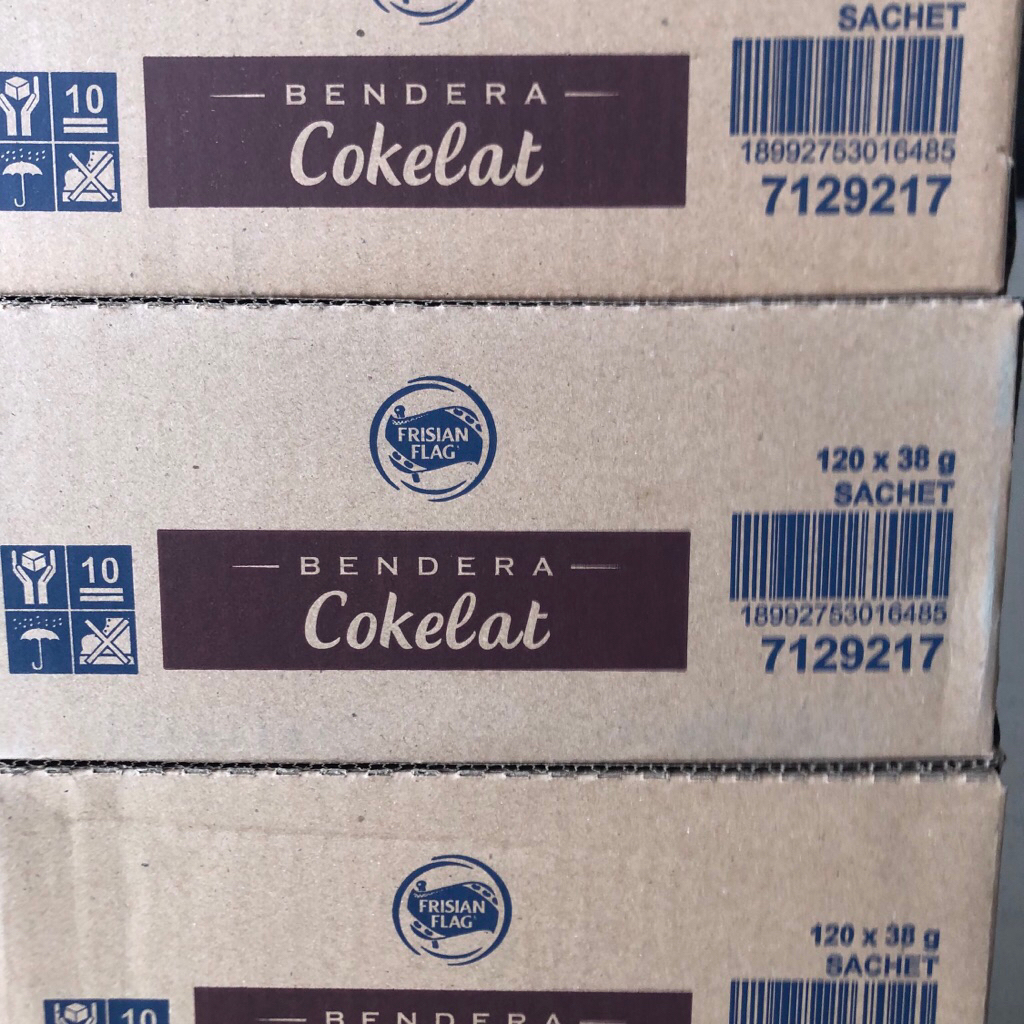 SACHET
10
BENDERA
Cokelat
18992753016485
7129217
FRISIAN
FLAG
120 x 38 g
SACHET
10
BENDERA
Cokelat
18992753016485
7129217
FRISIAN
FLAG
120 x 38 g
SACHET
10
BENDERA